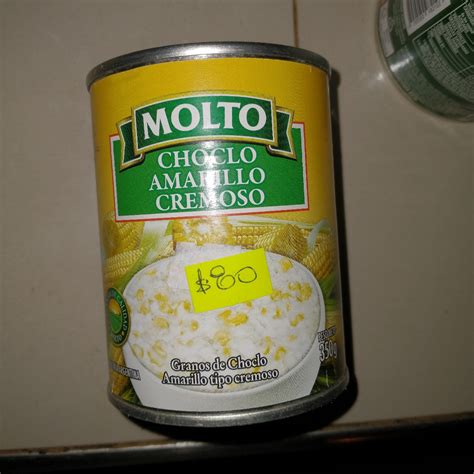 MOLTO
CHOCLO
AMARILLO
CREMOSO
$80
Granos de Choclo
Amarillo tipo cremoso
350g